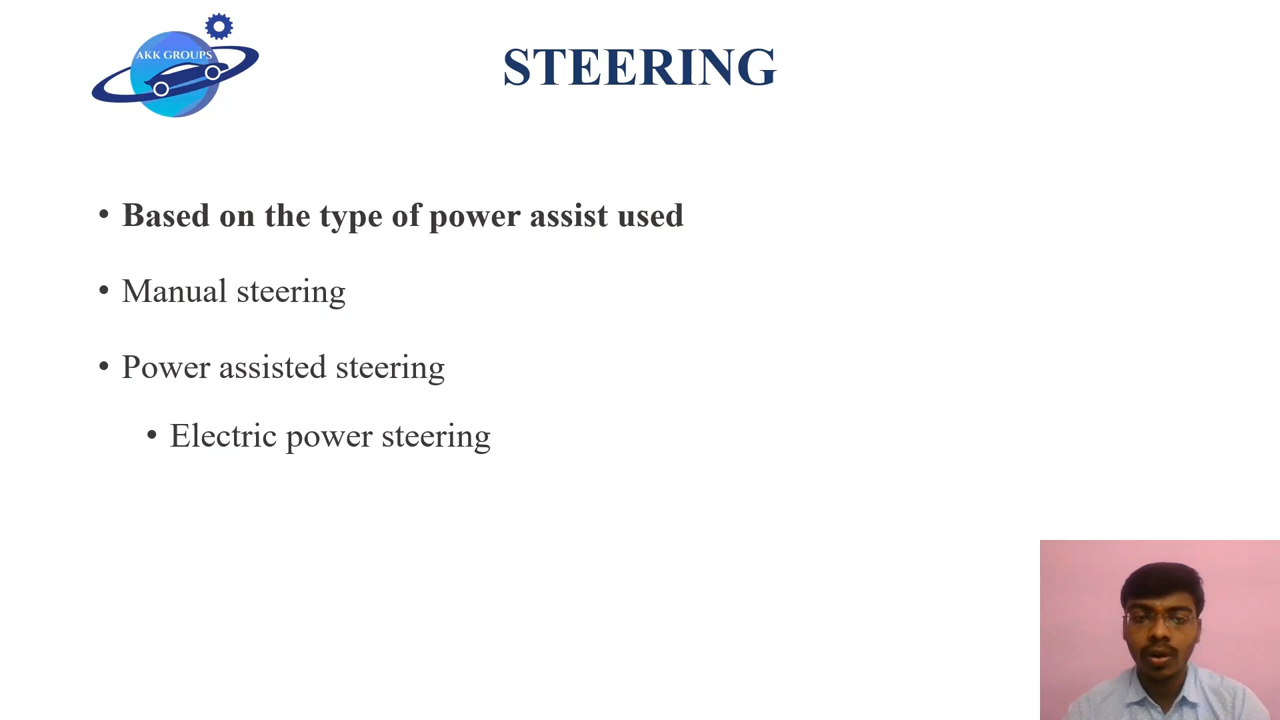 AKK GROUPS
STEERING
• Based on the type of power assist used
• Manual steering
• Power assisted steering
• Electric power steering